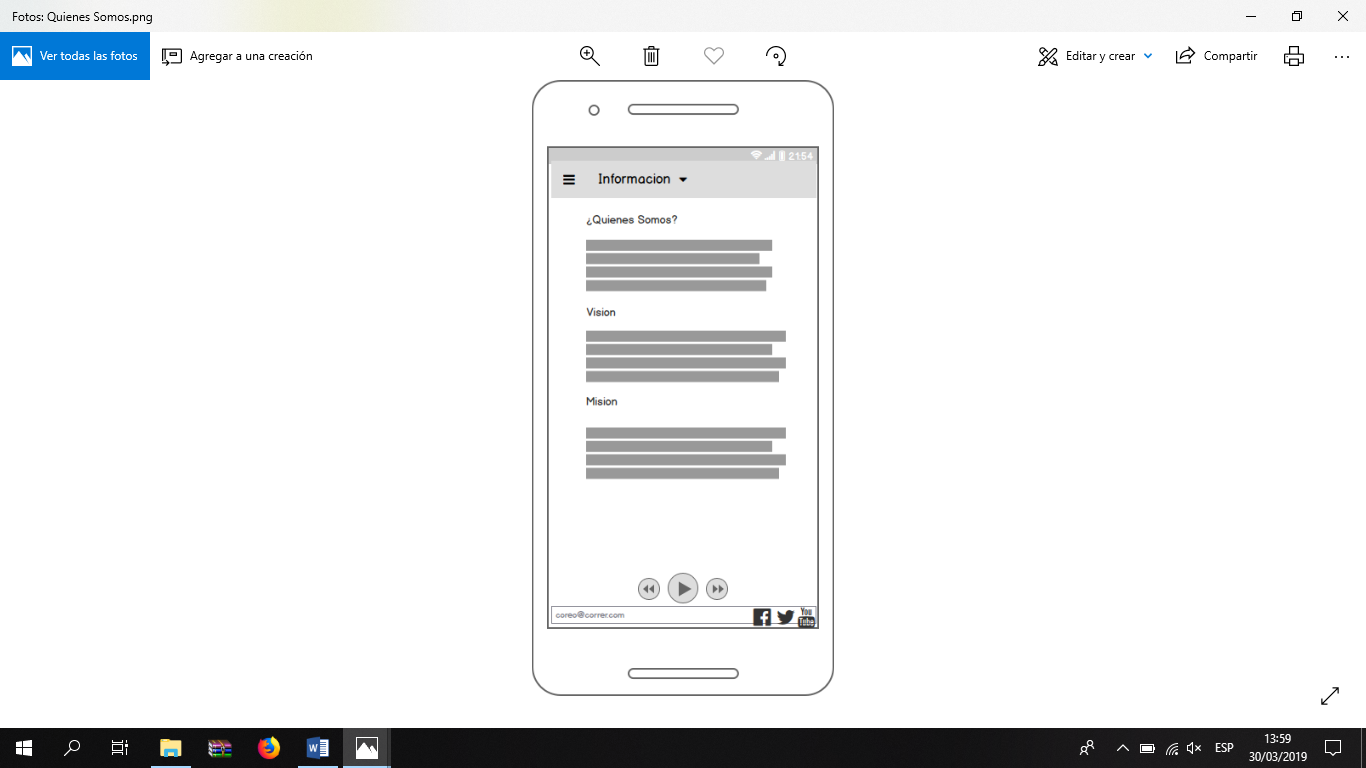 Fotos: Quienes Somos.png
Ver todas las fotos
Agregar a una creación
Editar y crear
Compartir
21:54
Informacion
¿Quienes Somos?
Vision
Mision
coreo@correr.com
You
Tube
ESP
13:59
30/03/2019